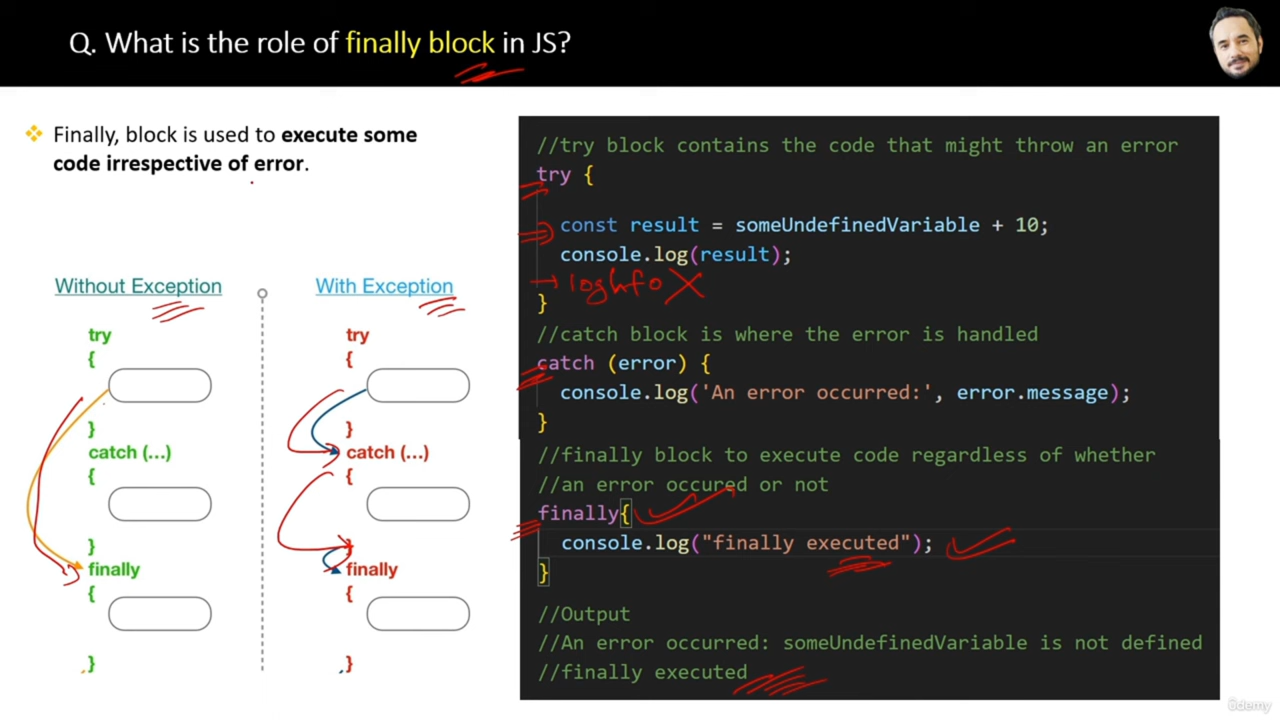 Q. What is the role of finally block in JS?
❖ Finally, block is used to execute some
code irrespective of error.
Without Exception
try
{
}
catch (...)
{
}
finally
{
}
With Exception
try
{
}
catch (...)
{
}
finally
{
}
//try block contains the code that might throw an error
try {
const result = someUndefinedVariable + 10;
console.log(result);
→ logInfo X
}
//catch block is where the error is handled
catch (error) {
console.log('An error occurred:', error.message);
}
//finally block to execute code regardless of whether
//an error occured or not
finally{
console.log("finally executed");
}
//Output
//An error occurred: someUndefinedVariable is not defined
//finally executed
ûdemy